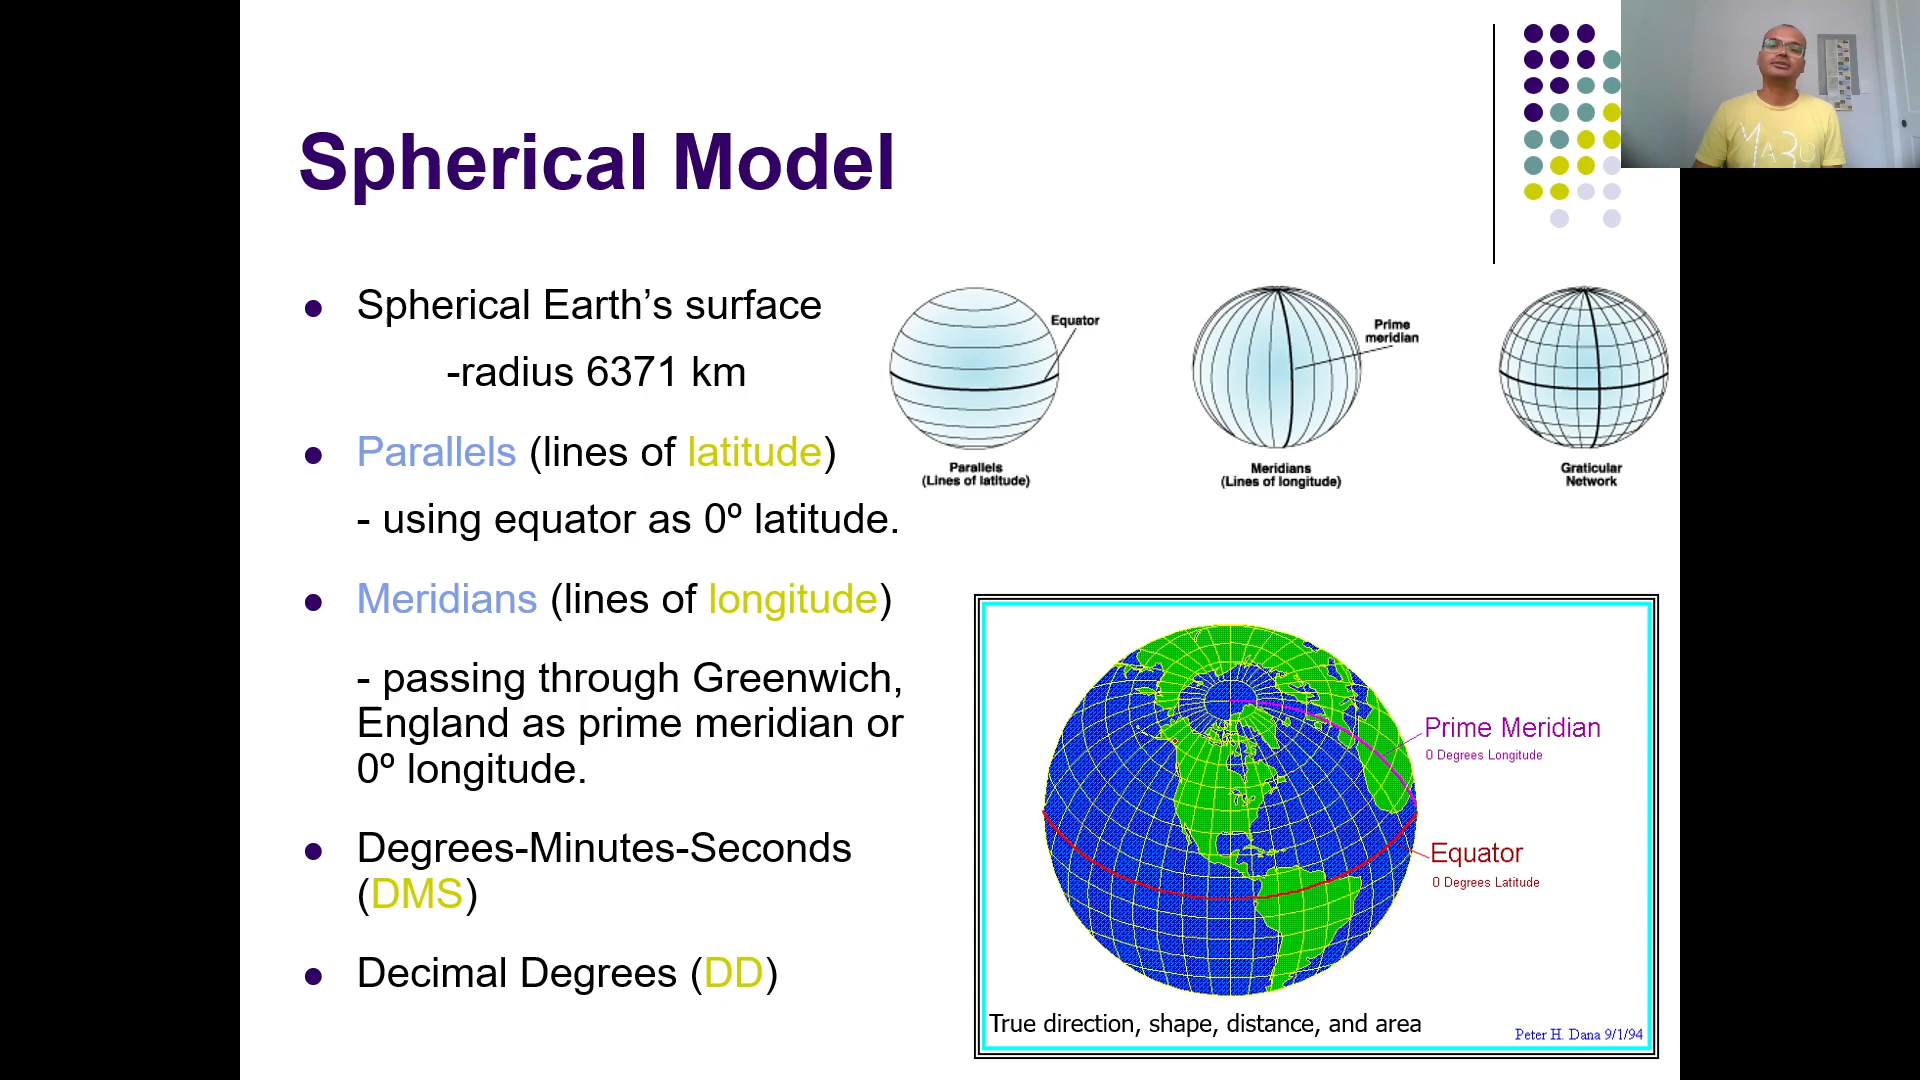 Spherical Model
Spherical Earth’s surface
-radius 6371 km
Parallels (lines of latitude)
- using equator as 0º latitude.
Meridians (lines of longitude)
- passing through Greenwich,
England as prime meridian or
0º longitude.
Degrees-Minutes-Seconds
(DMS)
Decimal Degrees (DD)
Equator
Parallels
(Lines of latitude)
Prime
meridian
Meridians
(Lines of longitude)
Graticular
Network
Prime Meridian
0 Degrees Longitude
Equator
0 Degrees Latitude
True direction, shape, distance, and area
Peter H. Dana 9/1/94